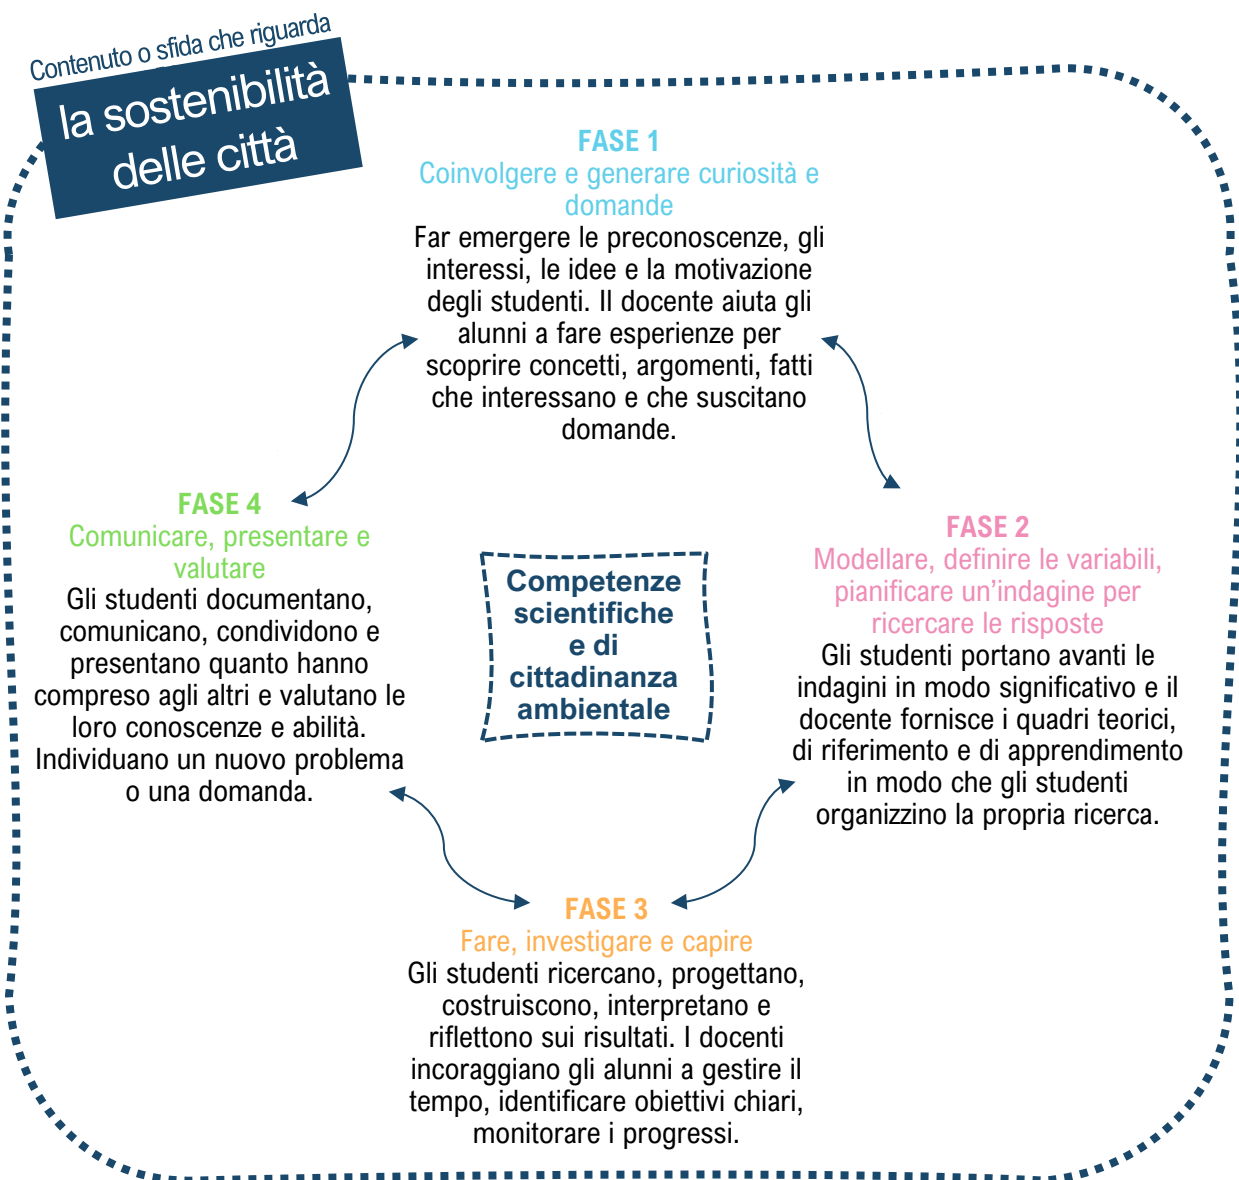 Contenuto o sfida che riguarda
la sostenibilità
delle città
FASE 1
Coinvolgere e generare curiosità e
domande
Far emergere le preconoscenze, gli
interessi, le idee e la motivazione
degli studenti. Il docente aiuta gli
alunni a fare esperienze per
scoprire concetti, argomenti, fatti
che interessano e che suscitano
domande.
FASE 4
Comunicare, presentare e
valutare
Gli studenti documentano,
comunicano, condividono e
presentano quanto hanno
compreso agli altri e valutano le
loro conoscenze e abilità.
Individuano un nuovo problema
o una domanda.
Competenze
scientifiche
e di
cittadinanza
ambientale
FASE 2
Modellare, definire le variabili,
pianificare un’indagine per
ricercare le risposte
Gli studenti portano avanti le
indagini in modo significativo e il
docente fornisce i quadri teorici,
di riferimento e di apprendimento
in modo che gli studenti
organizzino la propria ricerca.
FASE 3
Fare, investigare e capire
Gli studenti ricercano, progettano,
costruiscono, interpretano e
riflettono sui risultati. I docenti
incoraggiano gli alunni a gestire il
tempo, identificare obiettivi chiari,
monitorare i progressi.